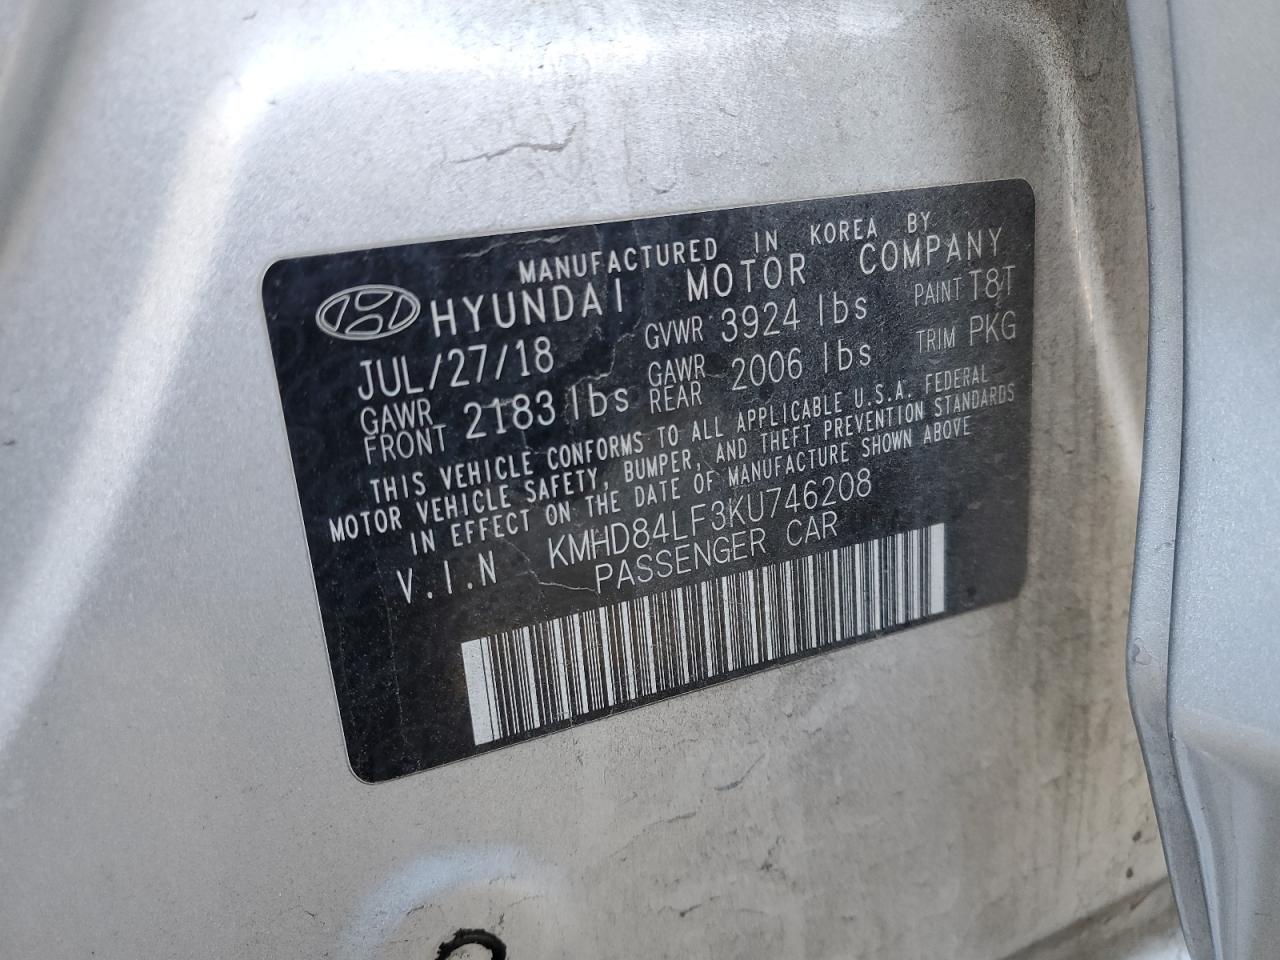 MANUFACTURED IN KOREA BY
HYUNDAI MOTOR COMPANY
JUL/27/18 GVWR 3924 lbs PAINT T8T
GAWR FRONT 2183 lbs GAWR REAR 2006 lbs TRIM PKG
THIS VEHICLE CONFORMS TO ALL APPLICABLE U.S.A. FEDERAL
MOTOR VEHICLE SAFETY, BUMPER, AND THEFT PREVENTION STANDARDS
IN EFFECT ON THE DATE OF MANUFACTURE SHOWN ABOVE
V.I.N KMHD84LF3KU746208
PASSENGER CAR